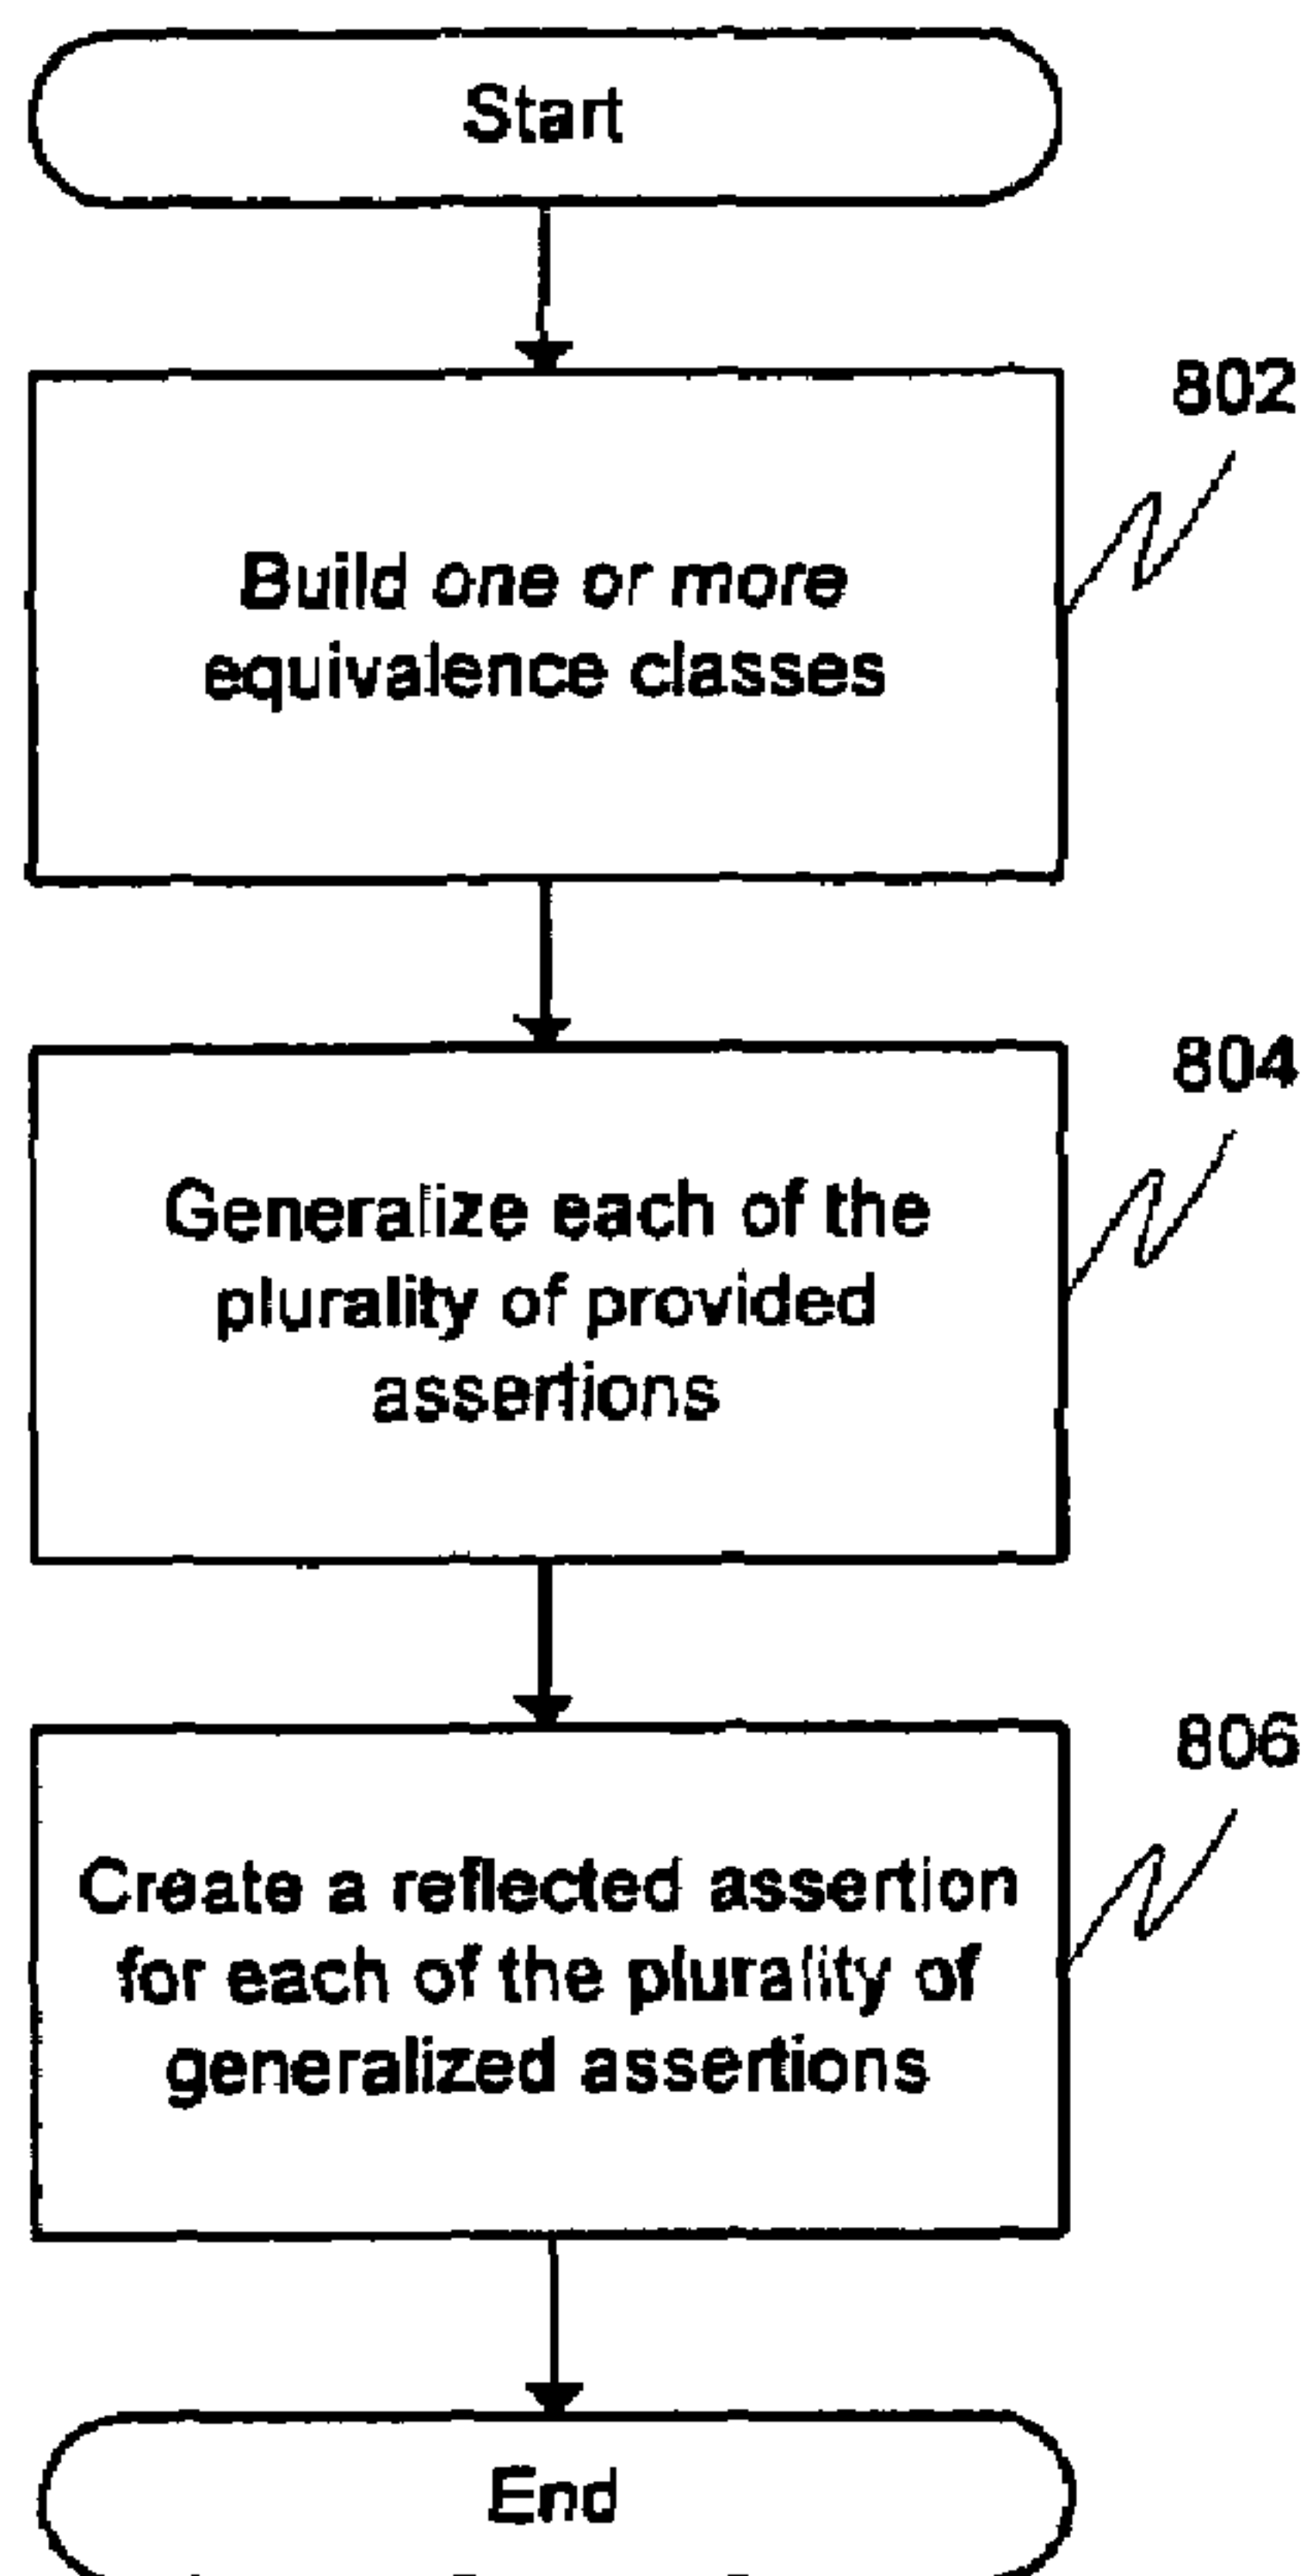 Start
802
Build one or more
equivalence classes
804
Generalize each of the
plurality of provided
assertions
806
Create a reflected assertion
for each of the plurality of
generalized assertions
End